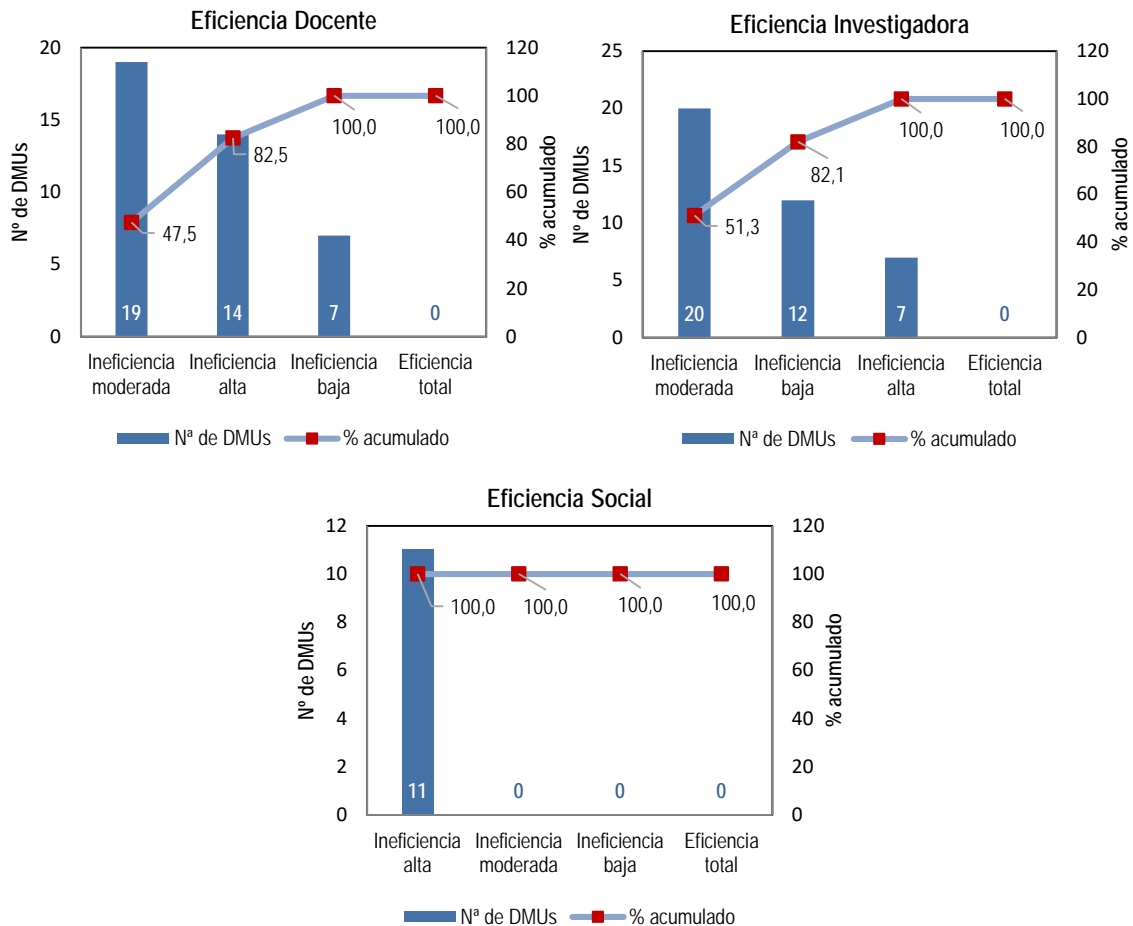 Eficiencia Docente
20
15
10
5
0
Nº de DMUs
120
100
80
60
40
20
0
% acumulado
47,5
82,5
100,0
100,0
19
14
7
0
Ineficiencia moderada
Ineficiencia alta
Ineficiencia baja
Eficiencia total
Nª de DMUs
% acumulado
Eficiencia Investigadora
25
20
15
10
5
0
Nº de DMUs
120
100
80
60
40
20
0
% acumulado
51,3
82,1
100,0
100,0
20
12
7
0
Ineficiencia moderada
Ineficiencia baja
Ineficiencia alta
Eficiencia total
Nª de DMUs
% acumulado
Eficiencia Social
12
10
8
6
4
2
0
Nº de DMUs
120
100
80
60
40
20
0
% acumulado
100,0
100,0
100,0
100,0
11
0
0
0
Ineficiencia alta
Ineficiencia moderada
Ineficiencia baja
Eficiencia total
Nª de DMUs
% acumulado